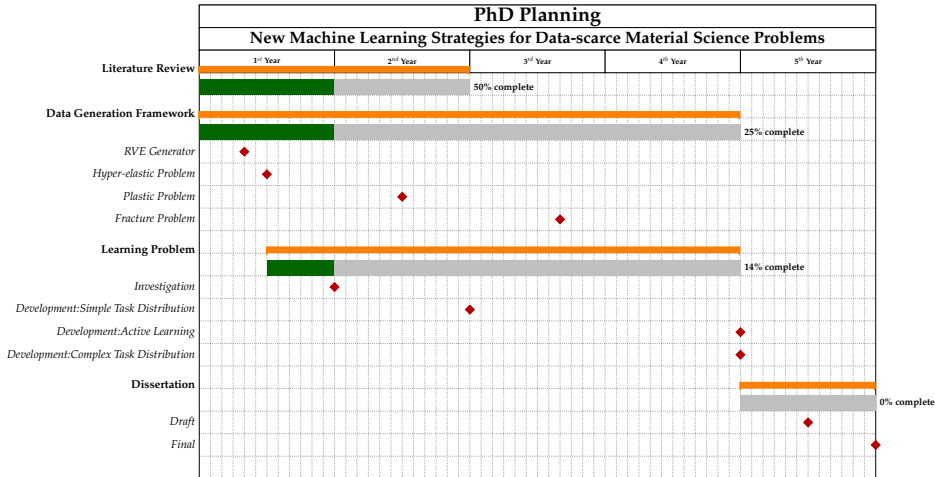 PhD Planning
New Machine Learning Strategies for Data-scarce Material Science Problems
1st Year 2nd Year 3rd Year 4th Year 5th Year
Literature Review
50% complete
Data Generation Framework
25% complete
RVE Generator
Hyper-elastic Problem
Plastic Problem
Fracture Problem
Learning Problem
14% complete
Investigation
Development:Simple Task Distribution
Development:Active Learning
Development:Complex Task Distribution
Dissertation
0% complete
Draft
Final